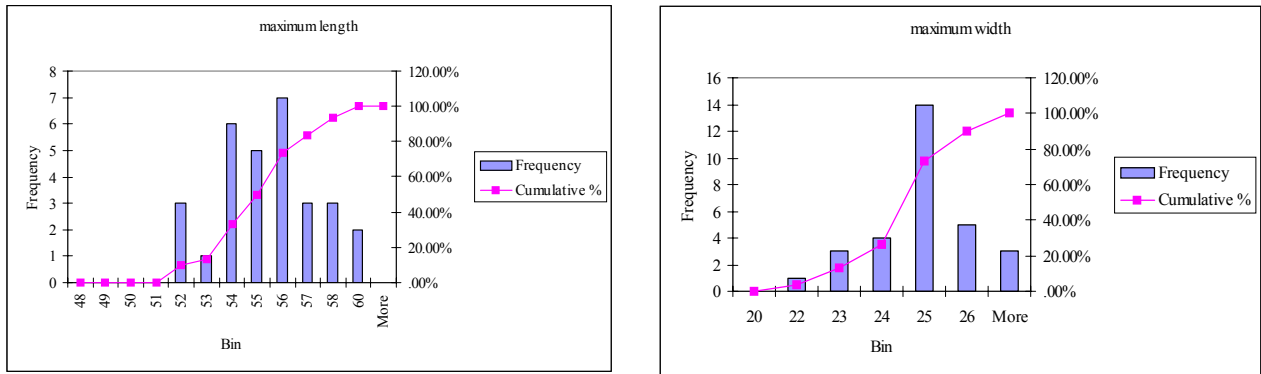 maximum length
8
7
6
5
4
3
2
1
0
Frequency
120.00%
100.00%
80.00%
60.00%
40.00%
20.00%
.00%
48 49 50 51 52 53 54 55 56 57 58 60 More
Bin
Frequency
Cumulative %
maximum width
16
14
12
10
8
6
4
2
0
Frequency
120.00%
100.00%
80.00%
60.00%
40.00%
20.00%
.00%
20 22 23 24 25 26 More
Bin
Frequency
Cumulative %